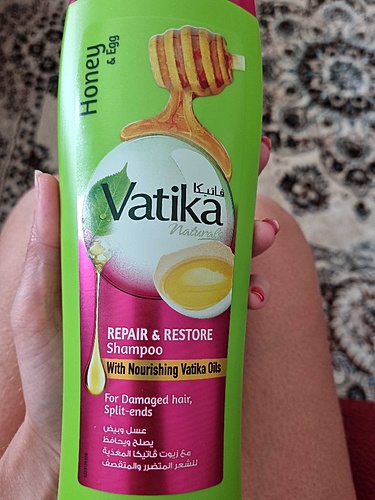 Honey
& Egg
فاتيكا
Vatika
Naturals
REPAIR & RESTORE
Shampoo
With Nourishing Vatika Oils
For Damaged hair,
Split-ends
عسل وبيض
يصلح ويحافظ
مع زيوت ڤاتيكا المغذية
للشعر المتضرر والمتقصف